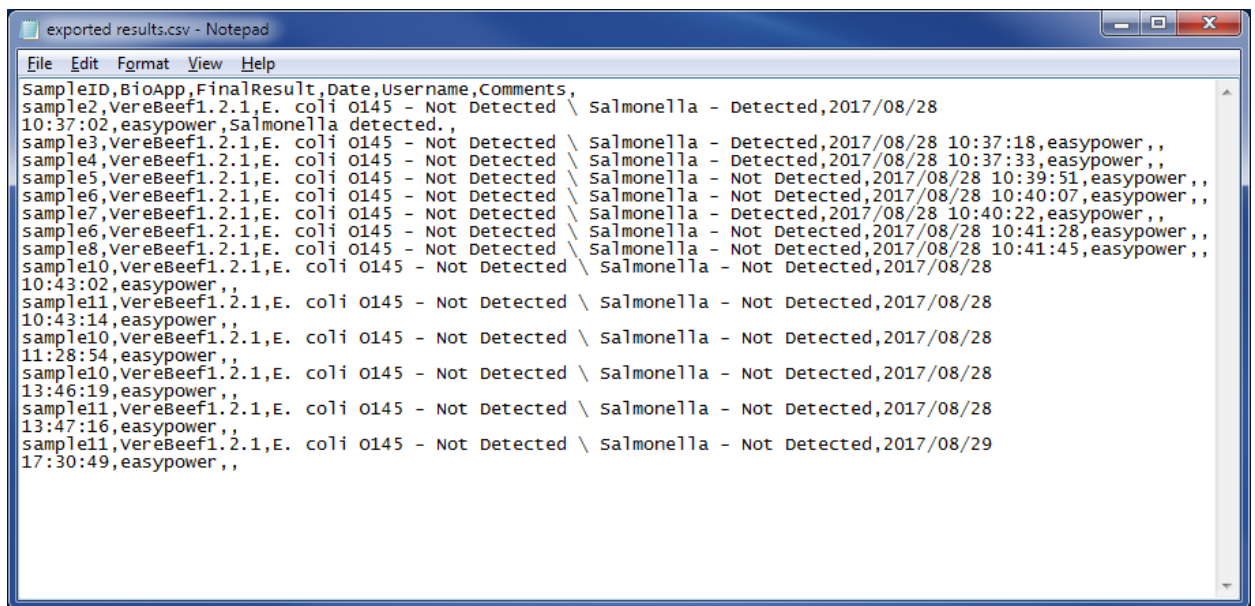 exported results.csv - Notepad
File Edit Format View Help
SampleID,BioApp,FinalResult,Date,Username,Comments,
sample2,VereBeef1.2.1,E. coli O145 - Not Detected \ Salmonella - Detected,2017/08/28
10:37:02,easypower,Salmonella detected.,
sample3,VereBeef1.2.1,E. coli O145 - Not Detected \ Salmonella - Detected,2017/08/28 10:37:18,easypower,,
sample4,VereBeef1.2.1,E. coli O145 - Not Detected \ Salmonella - Detected,2017/08/28 10:37:33,easypower,,
sample5,VereBeef1.2.1,E. coli O145 - Not Detected \ Salmonella - Not Detected,2017/08/28 10:39:51,easypower,,
sample6,VereBeef1.2.1,E. coli O145 - Not Detected \ Salmonella - Not Detected,2017/08/28 10:40:07,easypower,,
sample7,VereBeef1.2.1,E. coli O145 - Not Detected \ Salmonella - Detected,2017/08/28 10:40:22,easypower,,
sample6,VereBeef1.2.1,E. coli O145 - Not Detected \ Salmonella - Not Detected,2017/08/28 10:41:28,easypower,,
sample8,VereBeef1.2.1,E. coli O145 - Not Detected \ Salmonella - Not Detected,2017/08/28 10:41:45,easypower,,
sample10,VereBeef1.2.1,E. coli O145 - Not Detected \ Salmonella - Not Detected,2017/08/28
10:43:02,easypower,,
sample11,VereBeef1.2.1,E. coli O145 - Not Detected \ Salmonella - Not Detected,2017/08/28
10:43:14,easypower,,
sample10,VereBeef1.2.1,E. coli O145 - Not Detected \ Salmonella - Not Detected,2017/08/28
11:28:54,easypower,,
sample10,VereBeef1.2.1,E. coli O145 - Not Detected \ Salmonella - Not Detected,2017/08/28
13:46:19,easypower,,
sample11,VereBeef1.2.1,E. coli O145 - Not Detected \ Salmonella - Not Detected,2017/08/28
13:47:16,easypower,,
sample11,VereBeef1.2.1,E. coli O145 - Not Detected \ Salmonella - Not Detected,2017/08/29
17:30:49,easypower,,